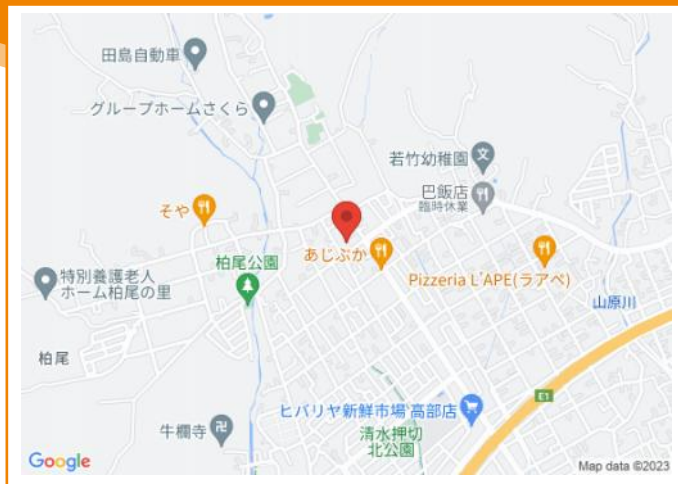 田島自動車
グループホームさくら
若竹幼稚園
文
巴飯店
臨時休業
そや
あじぶか
柏尾公園
Pizzeria L'APE(ラアペ)
特別養護老人
ホーム柏尾の里
山原川
柏尾
E1
ヒバリヤ新鮮市場 高部店
清水押切
北公園
牛欄寺
卍
Google
Map data ©2023